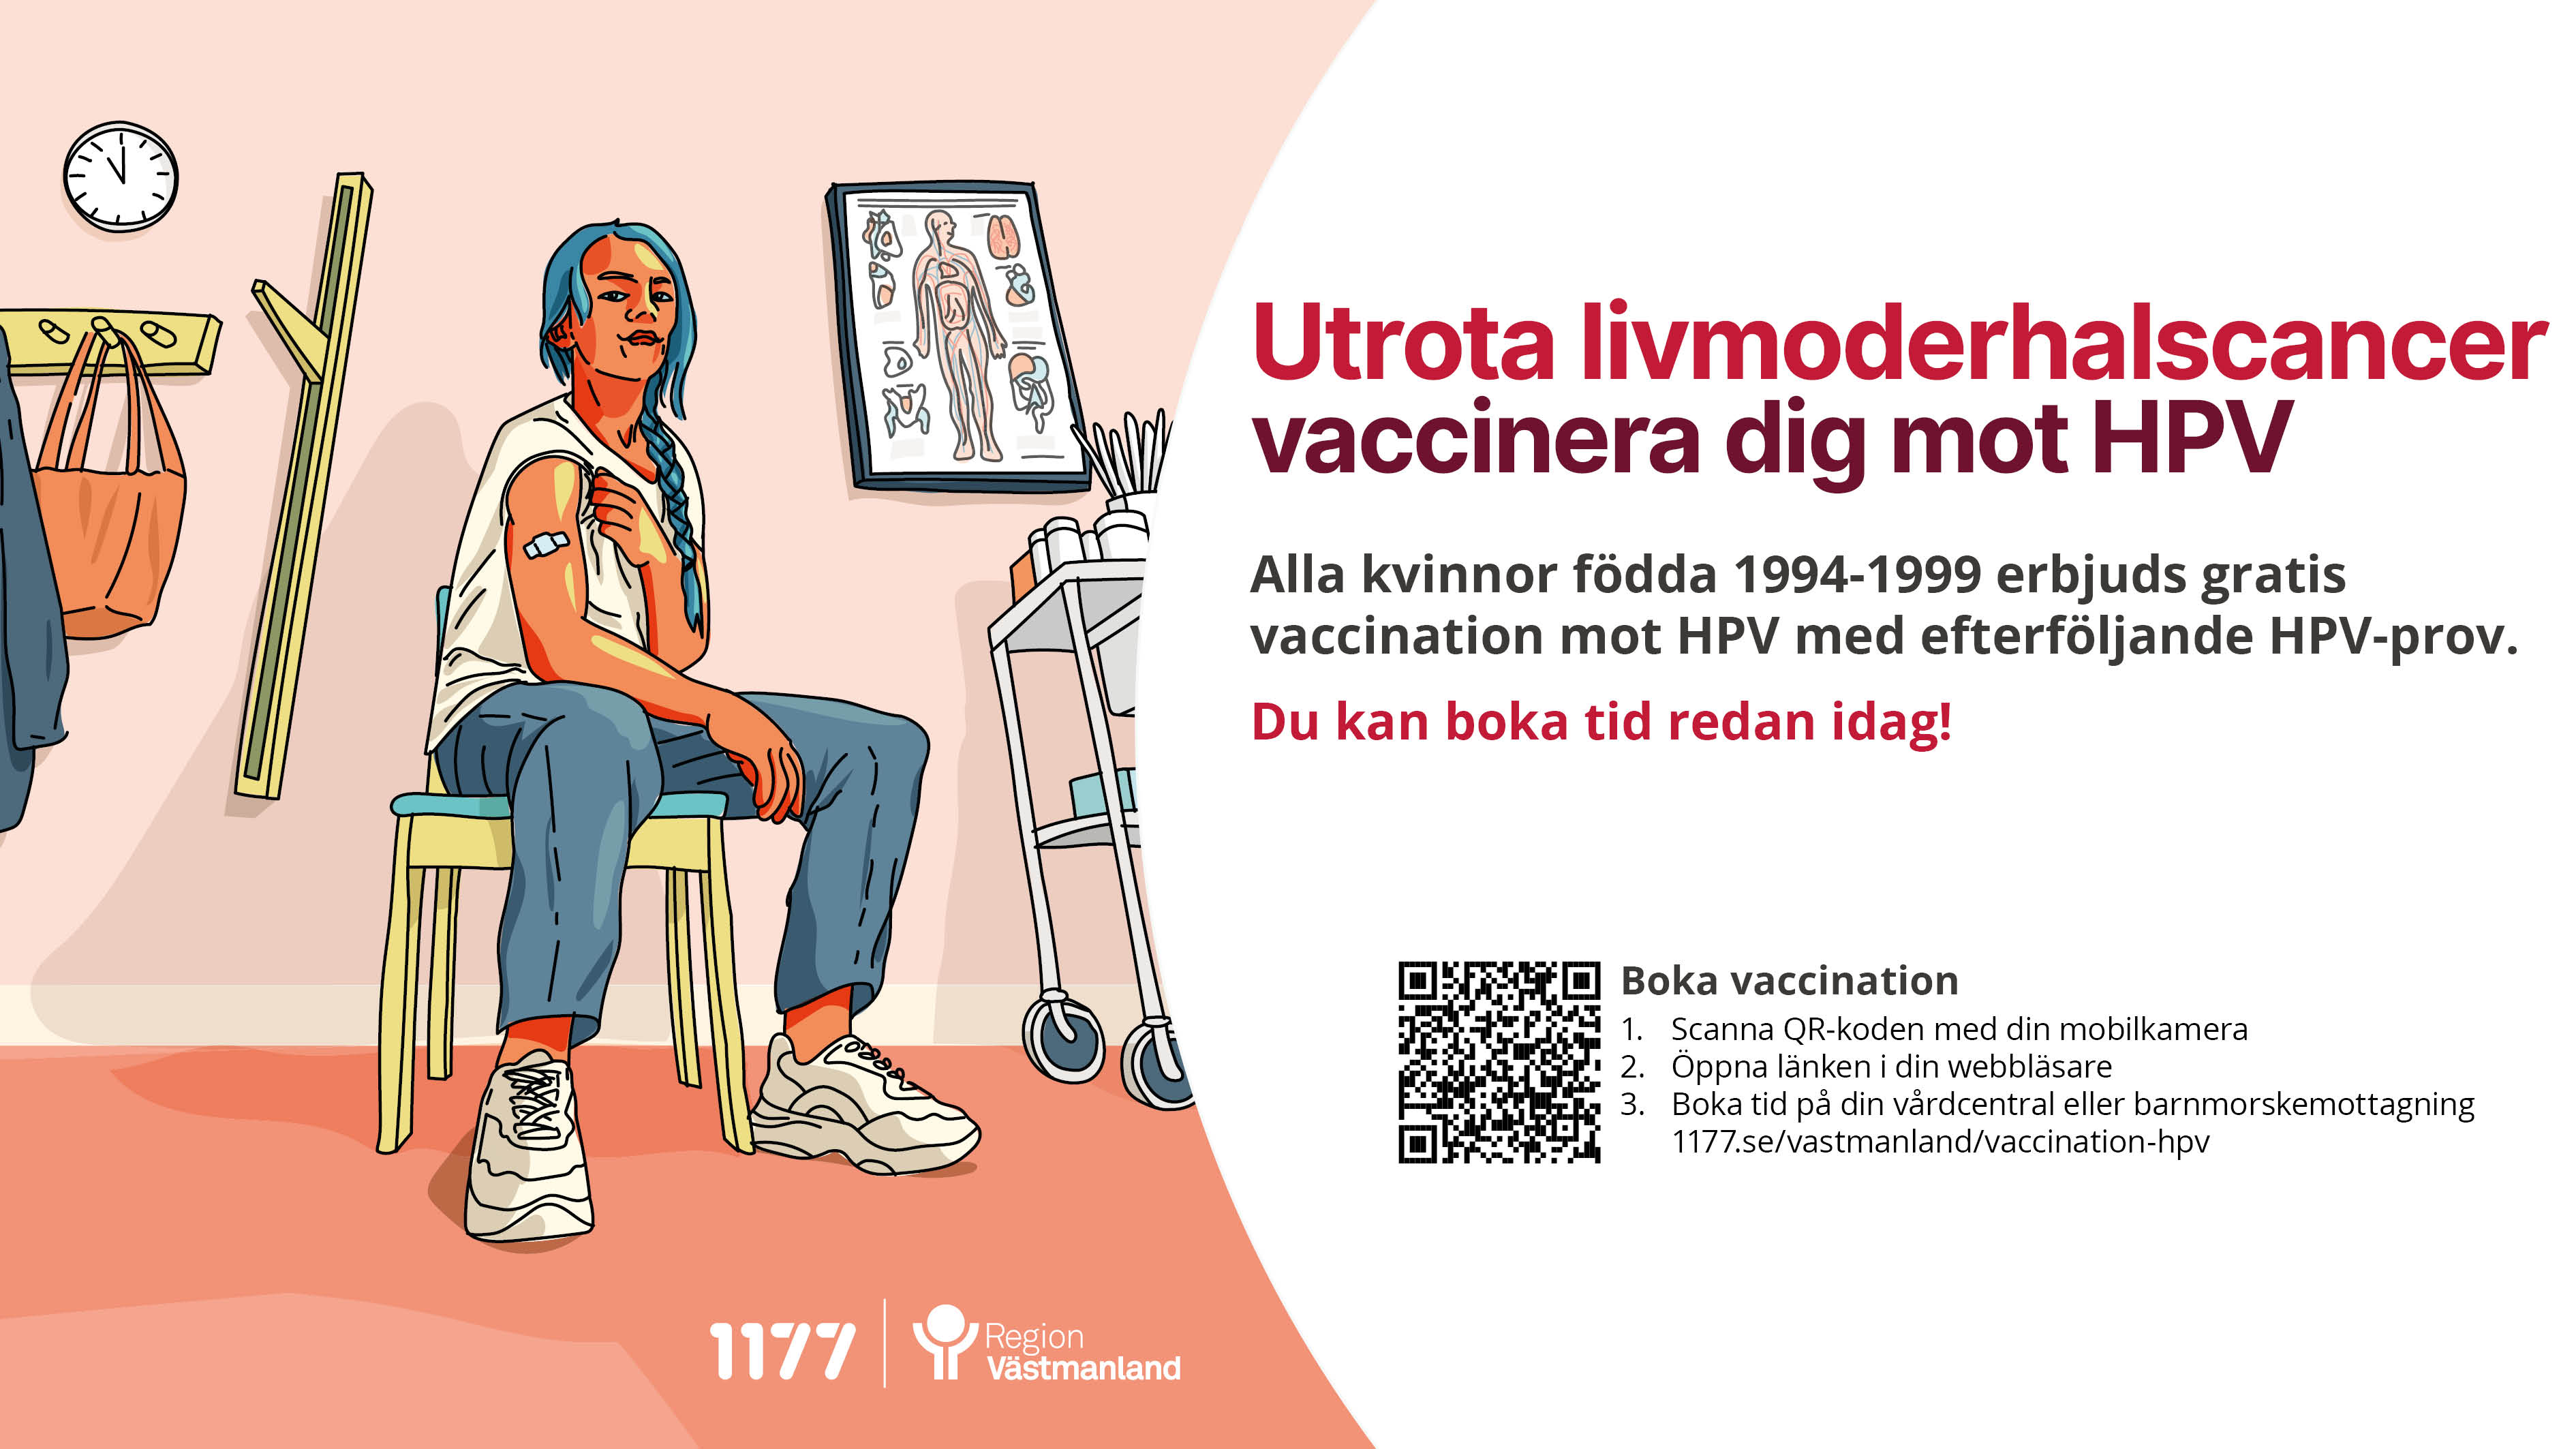 Utrota livmoderhalscancer
vaccinera dig mot HPV
Alla kvinnor födda 1994-1999 erbjuds gratis
vaccination mot HPV med efterföljande HPV-prov.
Du kan boka tid redan idag!
Boka vaccination
1. Scanna QR-koden med din mobilkamera
2. Öppna länken i din webbläsare
3. Boka tid på din vårdcentral eller barnmorskemottagning
1177.se/vastmanland/vaccination-hpv
1177
Region
Västmanland